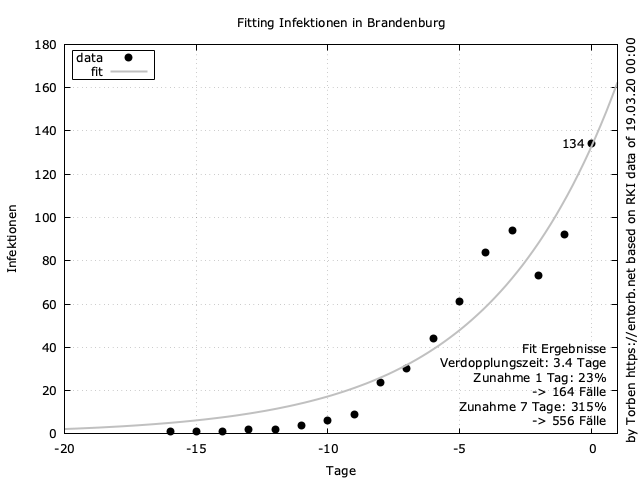 Fitting Infektionen in Brandenburg
data
fit
180
160
140
120
100
80
60
40
20
0
Infektionen
134
Fit Ergebnisse
Verdopplungszeit: 3.4 Tage
Zunahme 1 Tag: 23%
-> 164 Fälle
Zunahme 7 Tage: 315%
-> 556 Fälle
-20 -15 -10 -5 0
Tage
by Torben https://entorb.net based on RKI data of 19.03.20 00:00